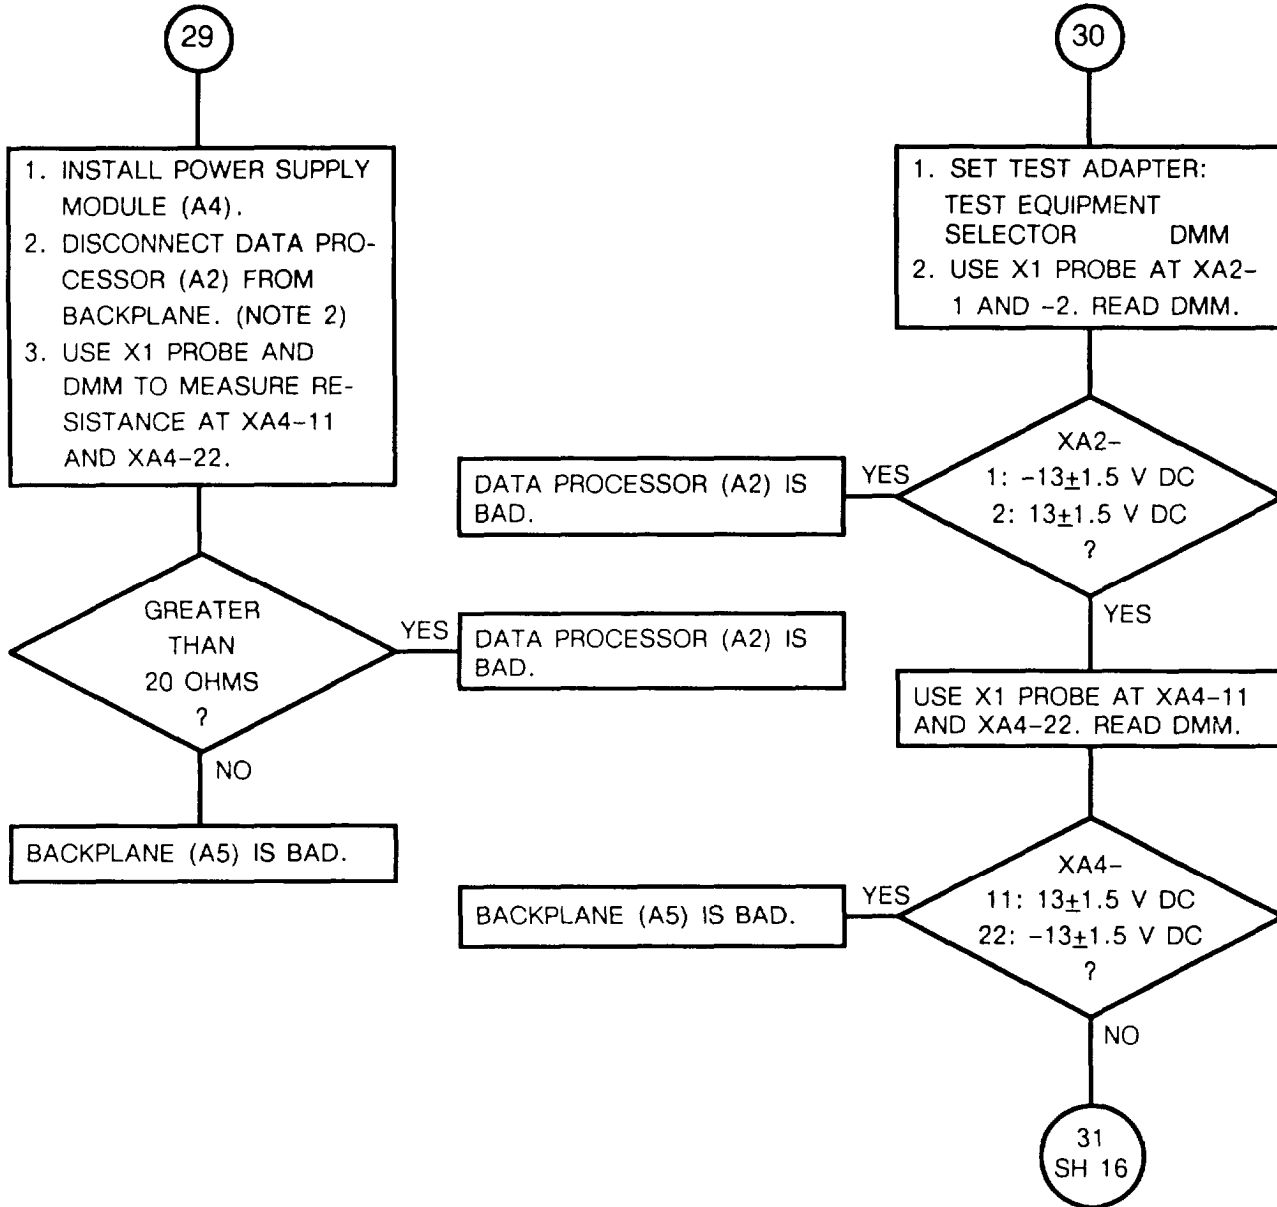 29
1. INSTALL POWER SUPPLY
MODULE (A4).
2. DISCONNECT DATA PRO-
CESSOR (A2) FROM
BACKPLANE. (NOTE 2)
3. USE X1 PROBE AND
DMM TO MEASURE RE-
SISTANCE AT XA4-11
AND XA4-22.
GREATER
THAN
20 OHMS
?
YES
DATA PROCESSOR (A2) IS
BAD.
NO
BACKPLANE (A5) IS BAD.
30
1. SET TEST ADAPTER:
TEST EQUIPMENT
SELECTOR DMM
2. USE X1 PROBE AT XA2-
1 AND -2. READ DMM.
XA2-
1: -13±1.5 V DC
2: 13±1.5 V DC
?
YES
DATA PROCESSOR (A2) IS
BAD.
YES
USE X1 PROBE AT XA4-11
AND XA4-22. READ DMM.
XA4-
11: 13±1.5 V DC
22: -13±1.5 V DC
?
YES
BACKPLANE (A5) IS BAD.
NO
31
SH 16